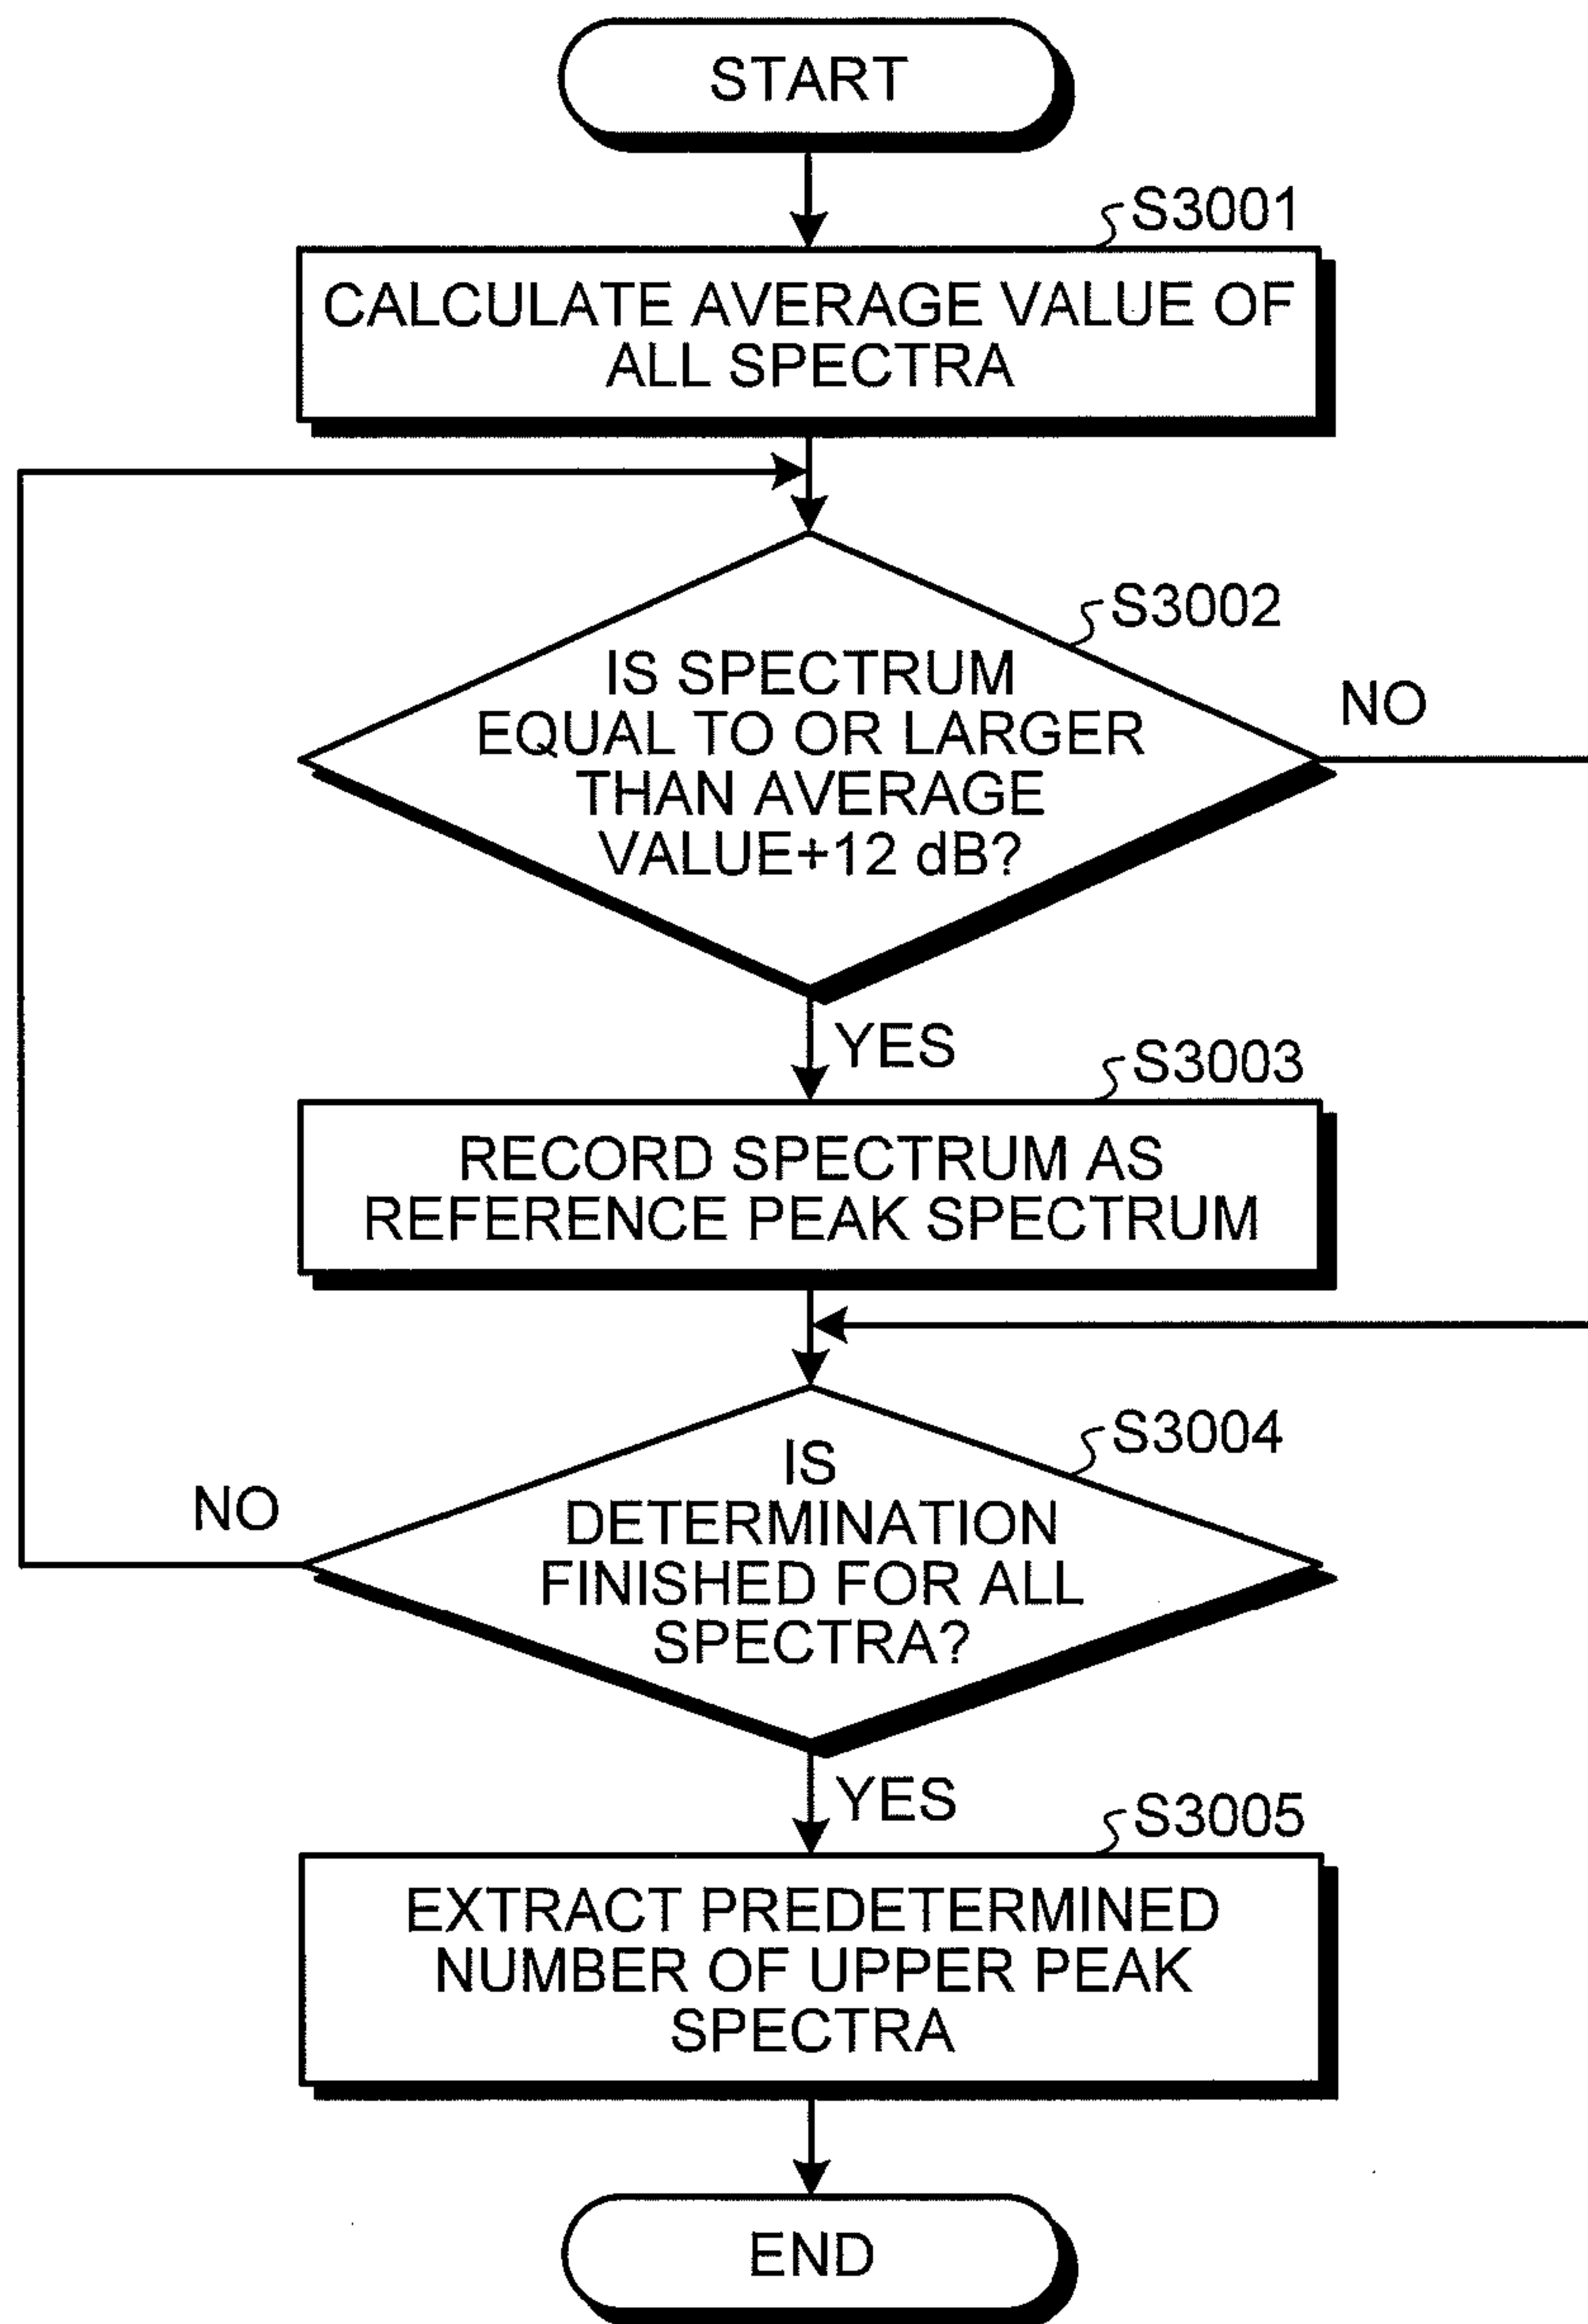 START
S3001
CALCULATE AVERAGE VALUE OF
ALL SPECTRA
S3002
IS SPECTRUM
EQUAL TO OR LARGER
THAN AVERAGE
VALUE+12 dB?
NO
YES
S3003
RECORD SPECTRUM AS
REFERENCE PEAK SPECTRUM
S3004
IS
DETERMINATION
FINISHED FOR ALL
SPECTRA?
NO
YES
S3005
EXTRACT PREDETERMINED
NUMBER OF UPPER PEAK
SPECTRA
END